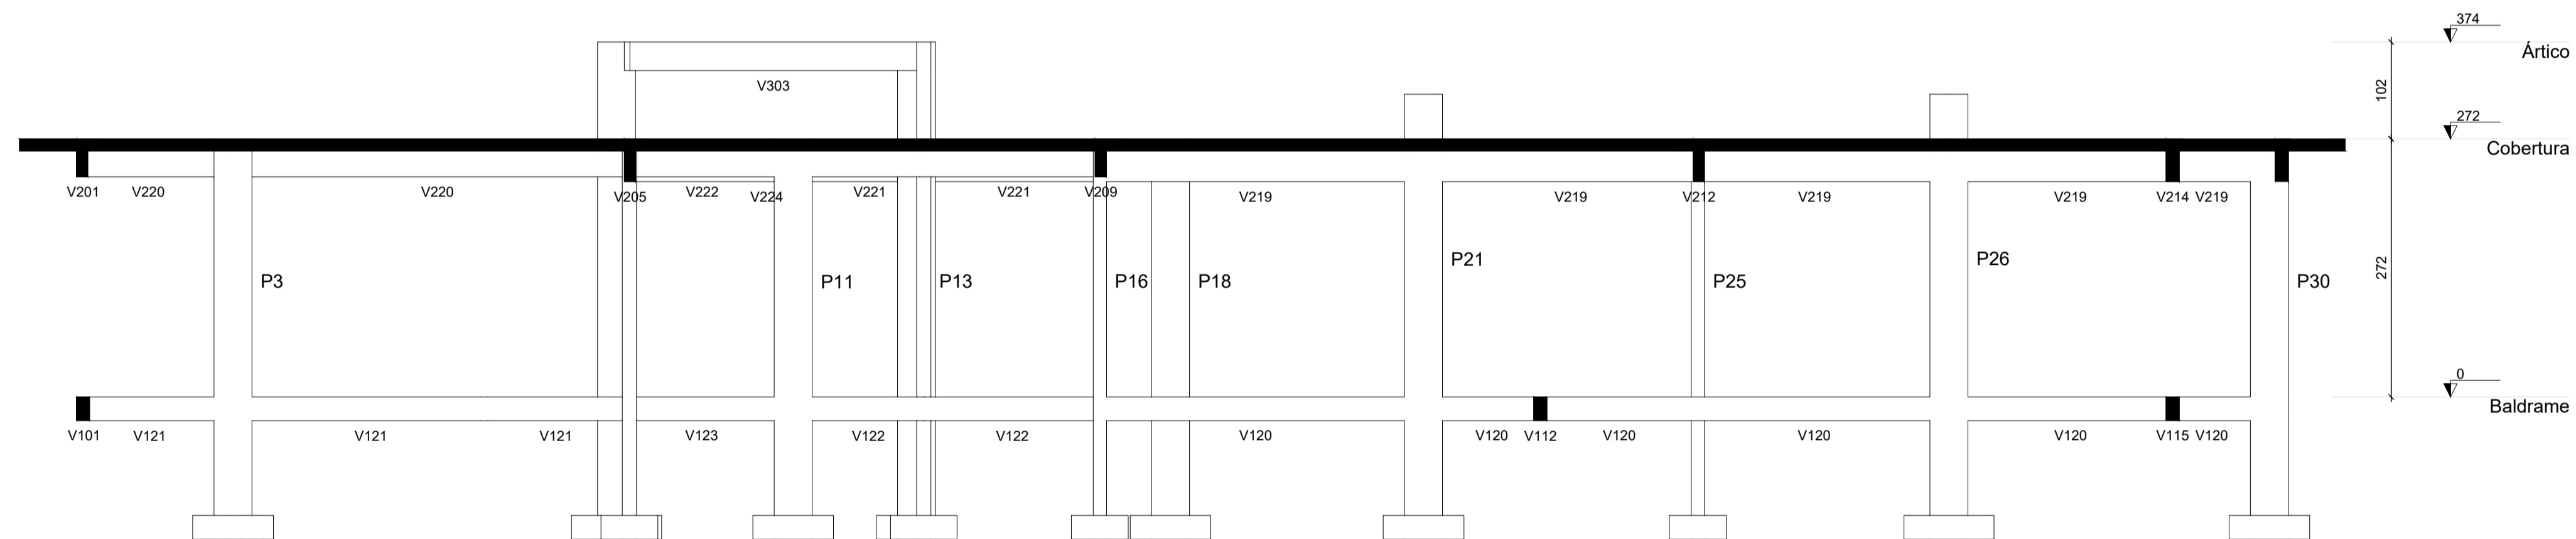 374
Ártico
V303
102
272
Cobertura
V201 V220 V220 V205 V222 V224 V221 V221 V209 V219 V219 V212 V219 V219 V214 V219
P3 P11 P13 P16 P18 P21 P25 P26 P30
272
0
Baldrame
V101 V121 V121 V121 V123 V122 V122 V120 V120 V112 V120 V120 V120 V115 V120